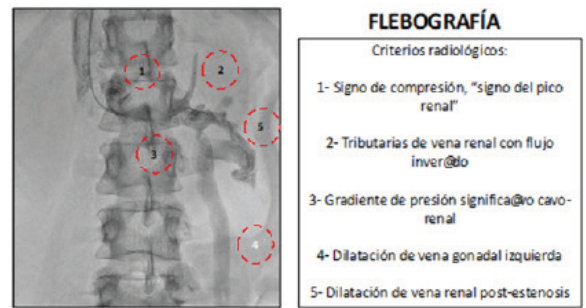 FLEBOGRAFÍA
Criterios radiológicos:
1- Signo de compresión, "signo del pico
renal"
2- Tributarias de vena renal con flujo
inver@do
3- Gradiente de presión significa@vo cavo-
renal
4- Dilatación de vena gonadal izquierda
5- Dilatación de vena renal post-estenosis
1
2
5
3
4